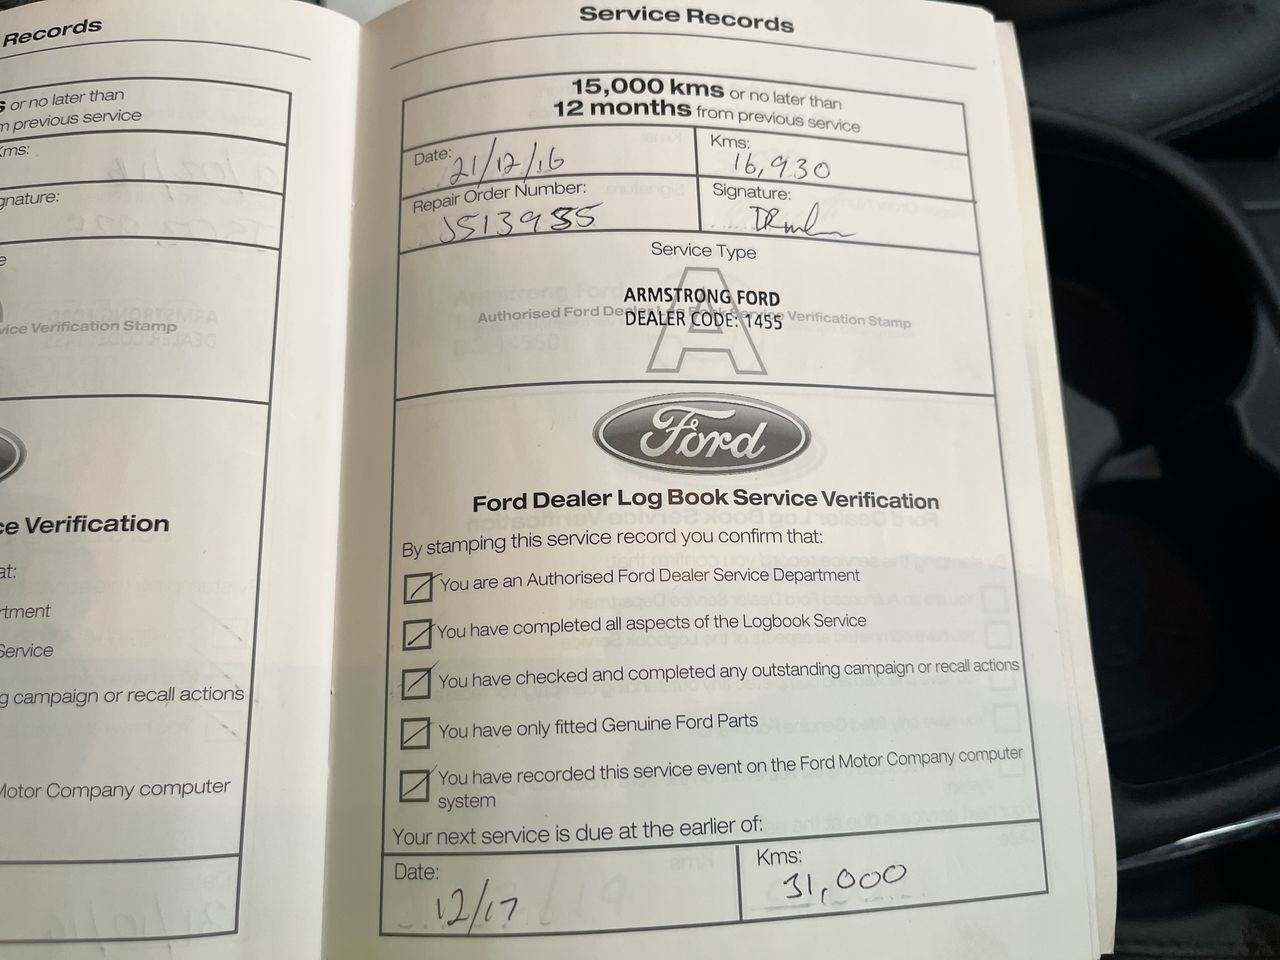 Records
s or no later than
m previous service
Kms:
gnature:
e
vice Verification Stamp
ce Verification
at:
rtment
Service
g campaign or recall actions
Motor Company computer
Service Records
15,000 kms or no later than
12 months from previous service
Date: 21/12/16
Kms: 16,930
Repair Order Number: JS13955
Signature:
Service Type
A
Authorised Ford Dealer Log Book Service Verification Stamp
ARMSTRONG FORD
DEALER CODE: 1455
Ford
Ford Dealer Log Book Service Verification
By stamping this service record you confirm that:
You are an Authorised Ford Dealer Service Department
You have completed all aspects of the Logbook Service
You have checked and completed any outstanding campaign or recall actions
You have only fitted Genuine Ford Parts
You have recorded this service event on the Ford Motor Company computer
system
Your next service is due at the earlier of:
Date: 12/17
Kms: 31,000